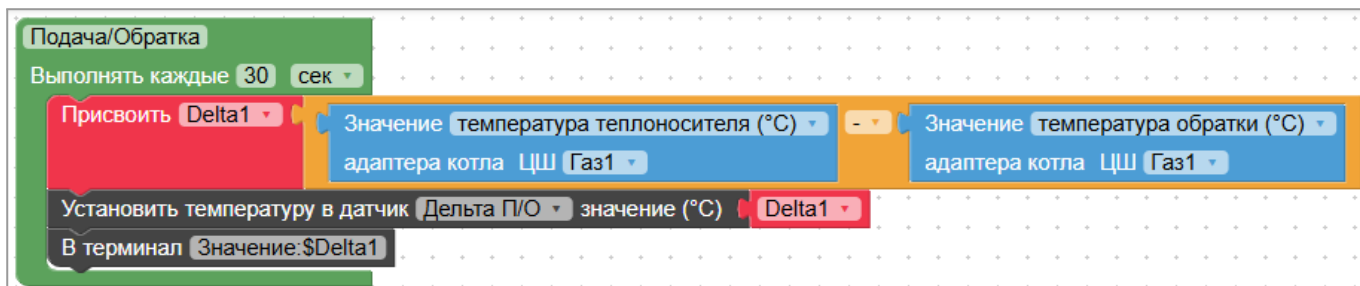 Подача/Обратка
Выполнять каждые 30 сек
Присвоить Delta1 Значение температура теплоносителя (°C) - Значение температура обратки (°C)
адаптера котла ЦШ Газ1 адаптера котла ЦШ Газ1
Установить температуру в датчик Дельта П/О значение (°C) Delta1
В терминал Значение:$Delta1